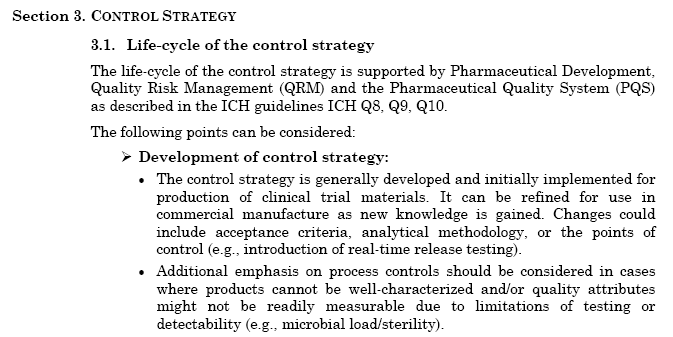 Section 3. CONTROL STRATEGY
3.1. Life-cycle of the control strategy
The life-cycle of the control strategy is supported by Pharmaceutical Development,
Quality Risk Management (QRM) and the Pharmaceutical Quality System (PQS)
as described in the ICH guidelines ICH Q8, Q9, Q10.
The following points can be considered:
➢ Development of control strategy:
• The control strategy is generally developed and initially implemented for
production of clinical trial materials. It can be refined for use in
commercial manufacture as new knowledge is gained. Changes could
include acceptance criteria, analytical methodology, or the points of
control (e.g., introduction of real-time release testing).
• Additional emphasis on process controls should be considered in cases
where products cannot be well-characterized and/or quality attributes
might not be readily measurable due to limitations of testing or
detectability (e.g., microbial load/sterility).